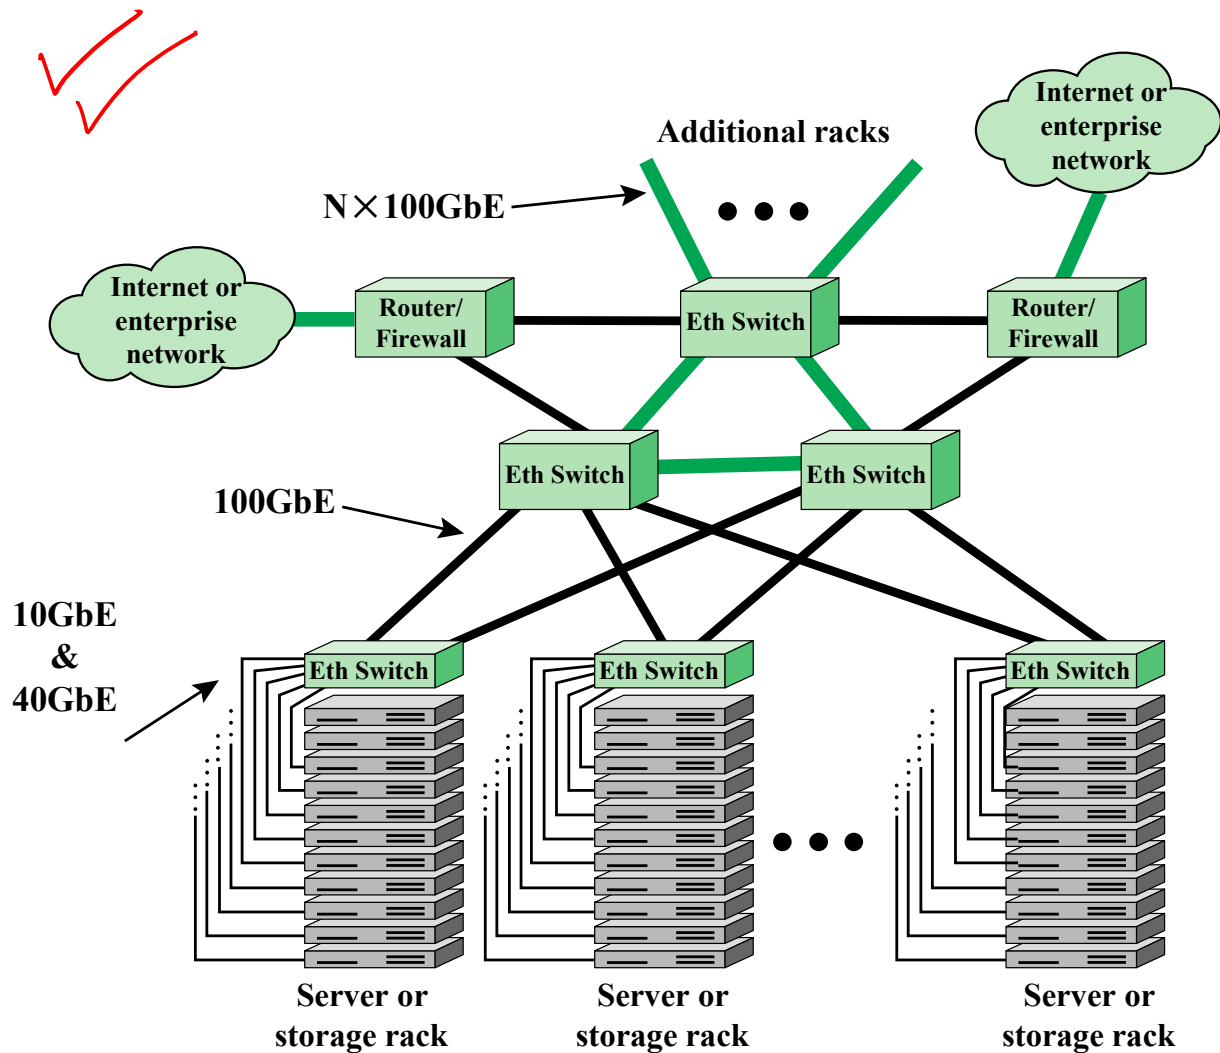 Internet or
enterprise
network
Additional racks
N×100GbE
Internet or
enterprise
network
Router/
Firewall
Eth Switch
Router/
Firewall
Eth Switch
Eth Switch
100GbE
10GbE
&
40GbE
Eth Switch
Eth Switch
Eth Switch
Server or
storage rack
Server or
storage rack
Server or
storage rack